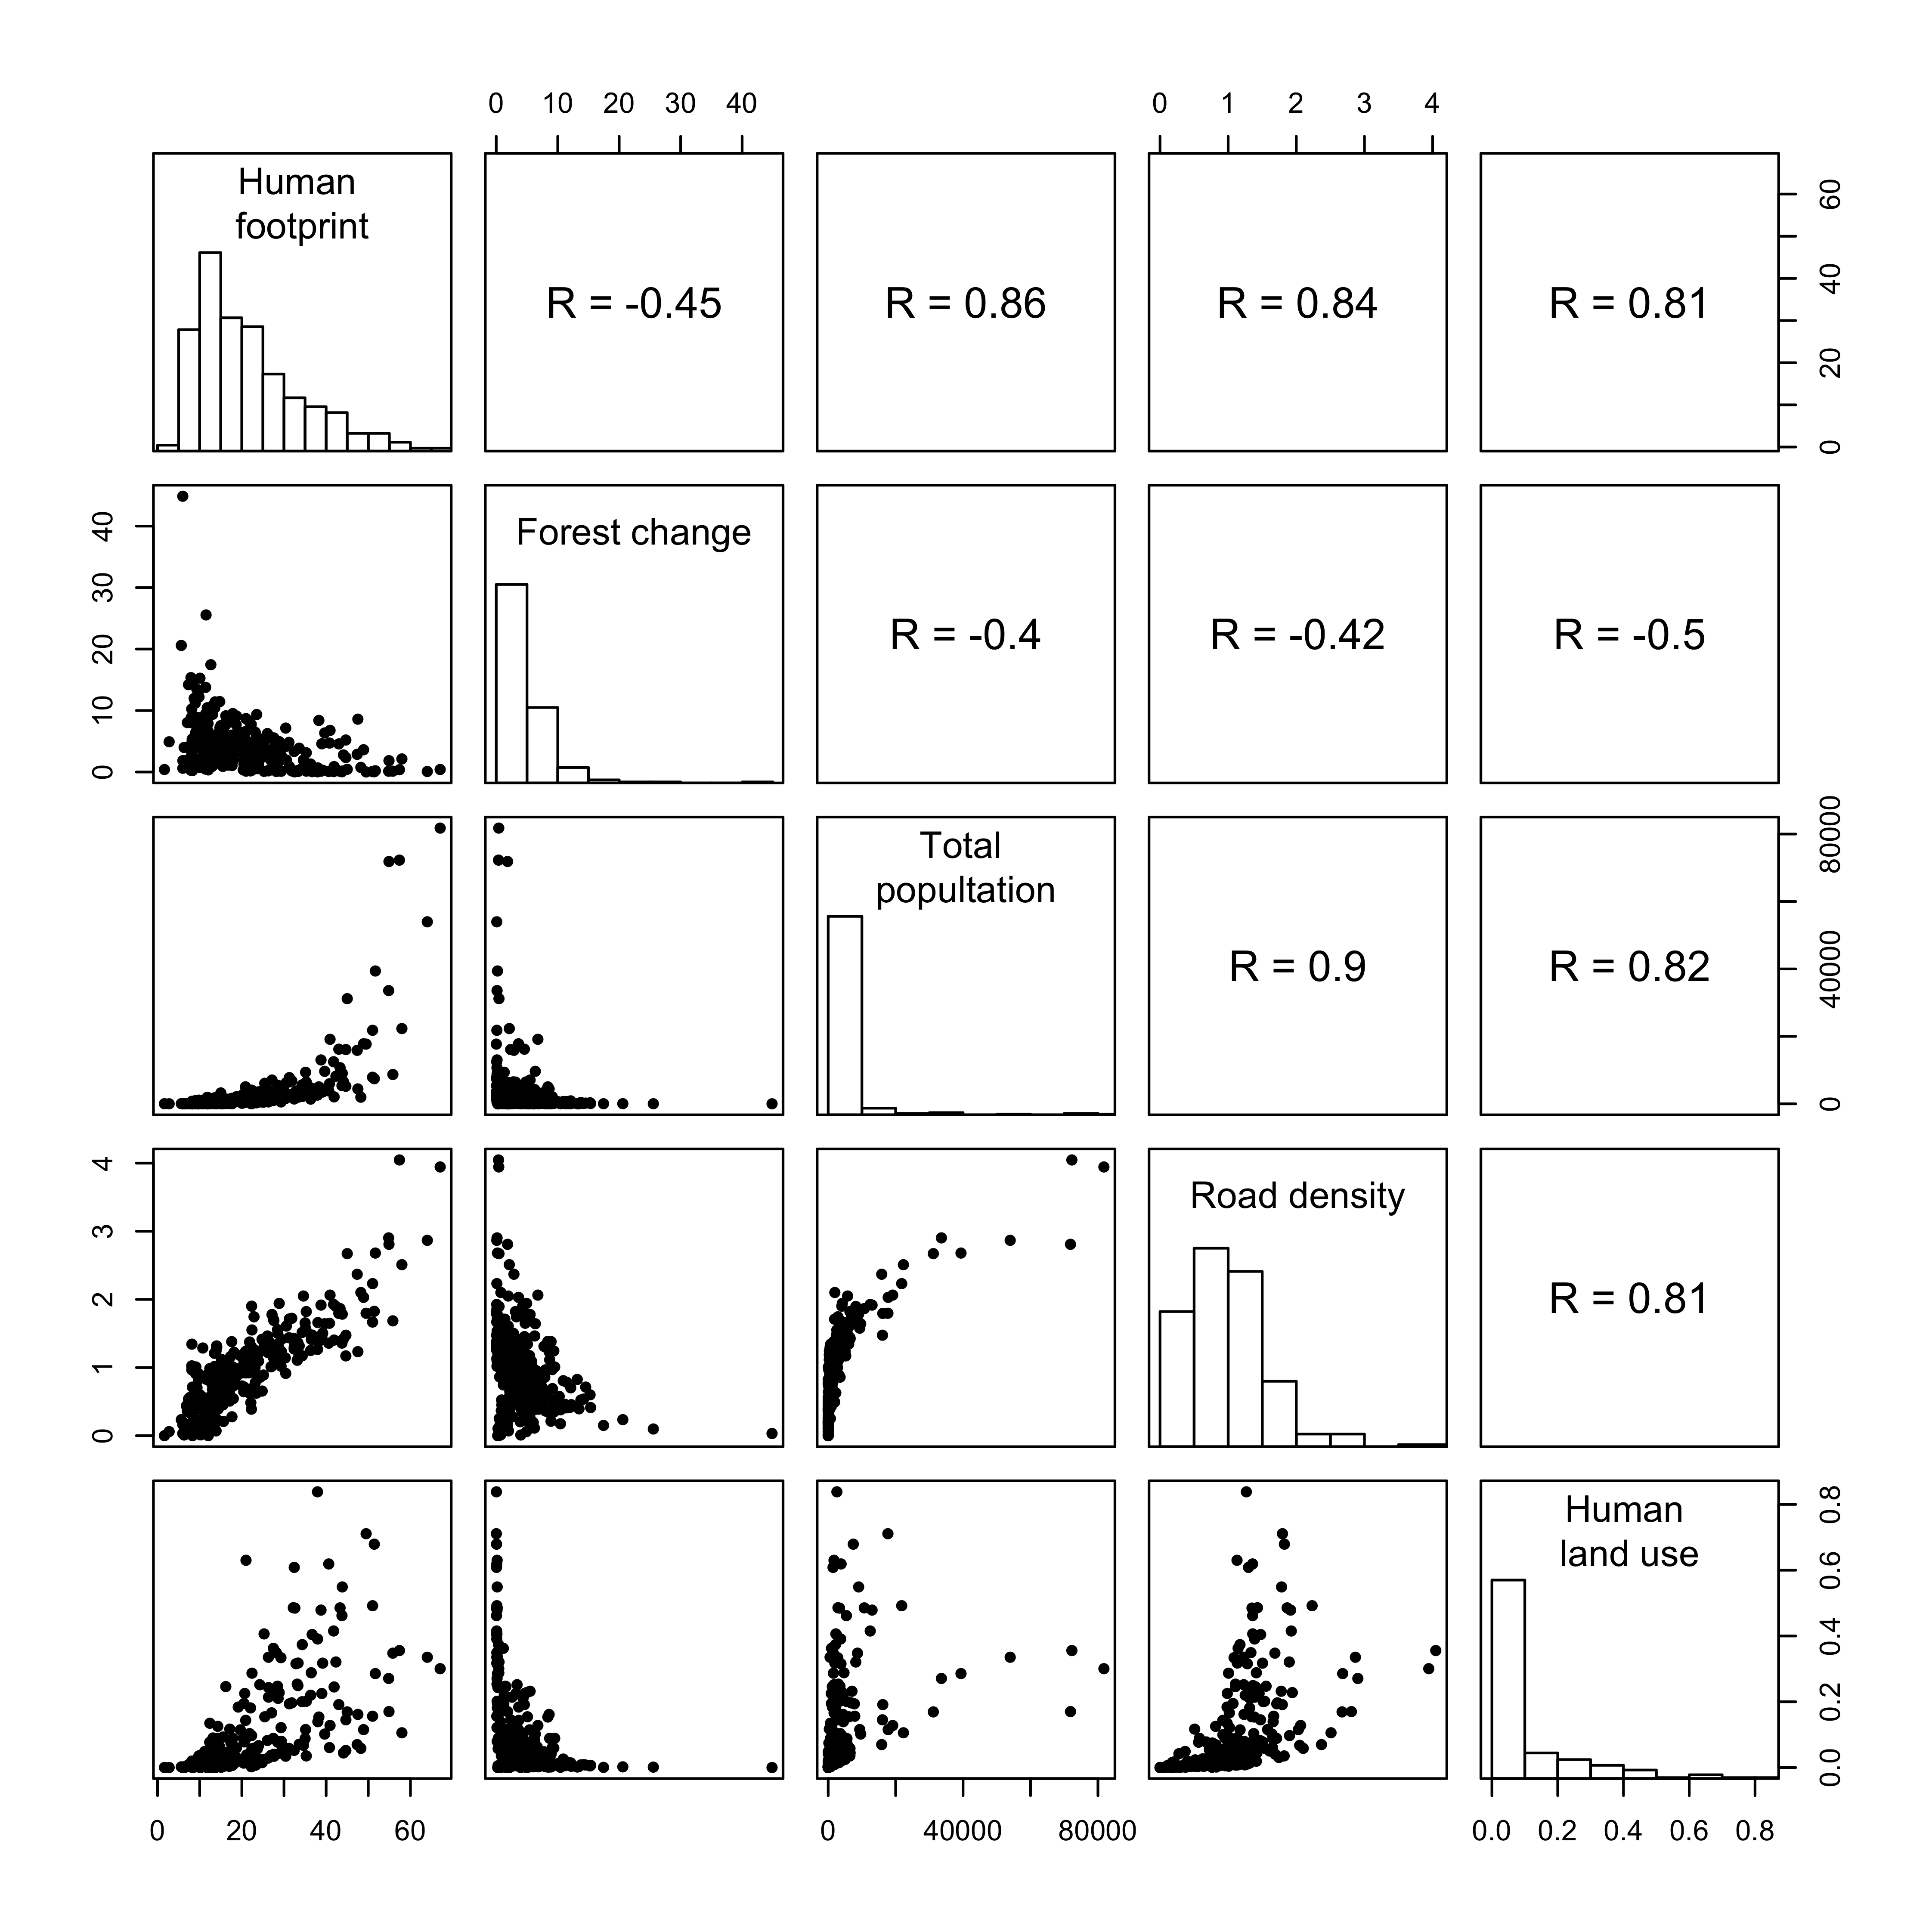 0 10 20 30 40
0 1 2 3 4
Human
footprint
R = -0.45
R = 0.86
R = 0.84
R = 0.81
0 20 40 60
0 10 20 30 40
Forest change
R = -0.4
R = -0.42
R = -0.5
Total
popultation
R = 0.9
R = 0.82
0 40000 80000
0 1 2 3 4
Road density
R = 0.81
Human
land use
0.0 0.2 0.4 0.6 0.8
0 20 40 60
0 40000 80000
0.0 0.2 0.4 0.6 0.8